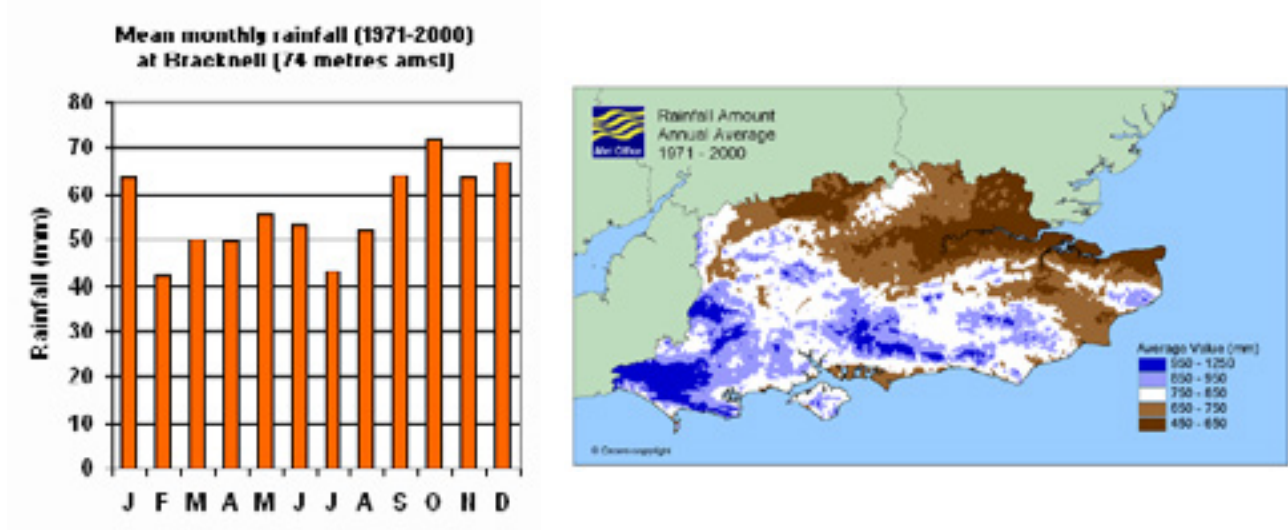 Mean monthly rainfall (1971-2000)
at Bracknell (74 metres amsl)
Rainfall (mm)
80
70
60
50
40
30
20
10
0
J F M A M J J A S O N D
Met Office
Rainfall Amount
Annual Average
1971 - 2000
Average Value (mm)
950 - 1250
850 - 950
750 - 850
650 - 750
450 - 650
© Crown copyright